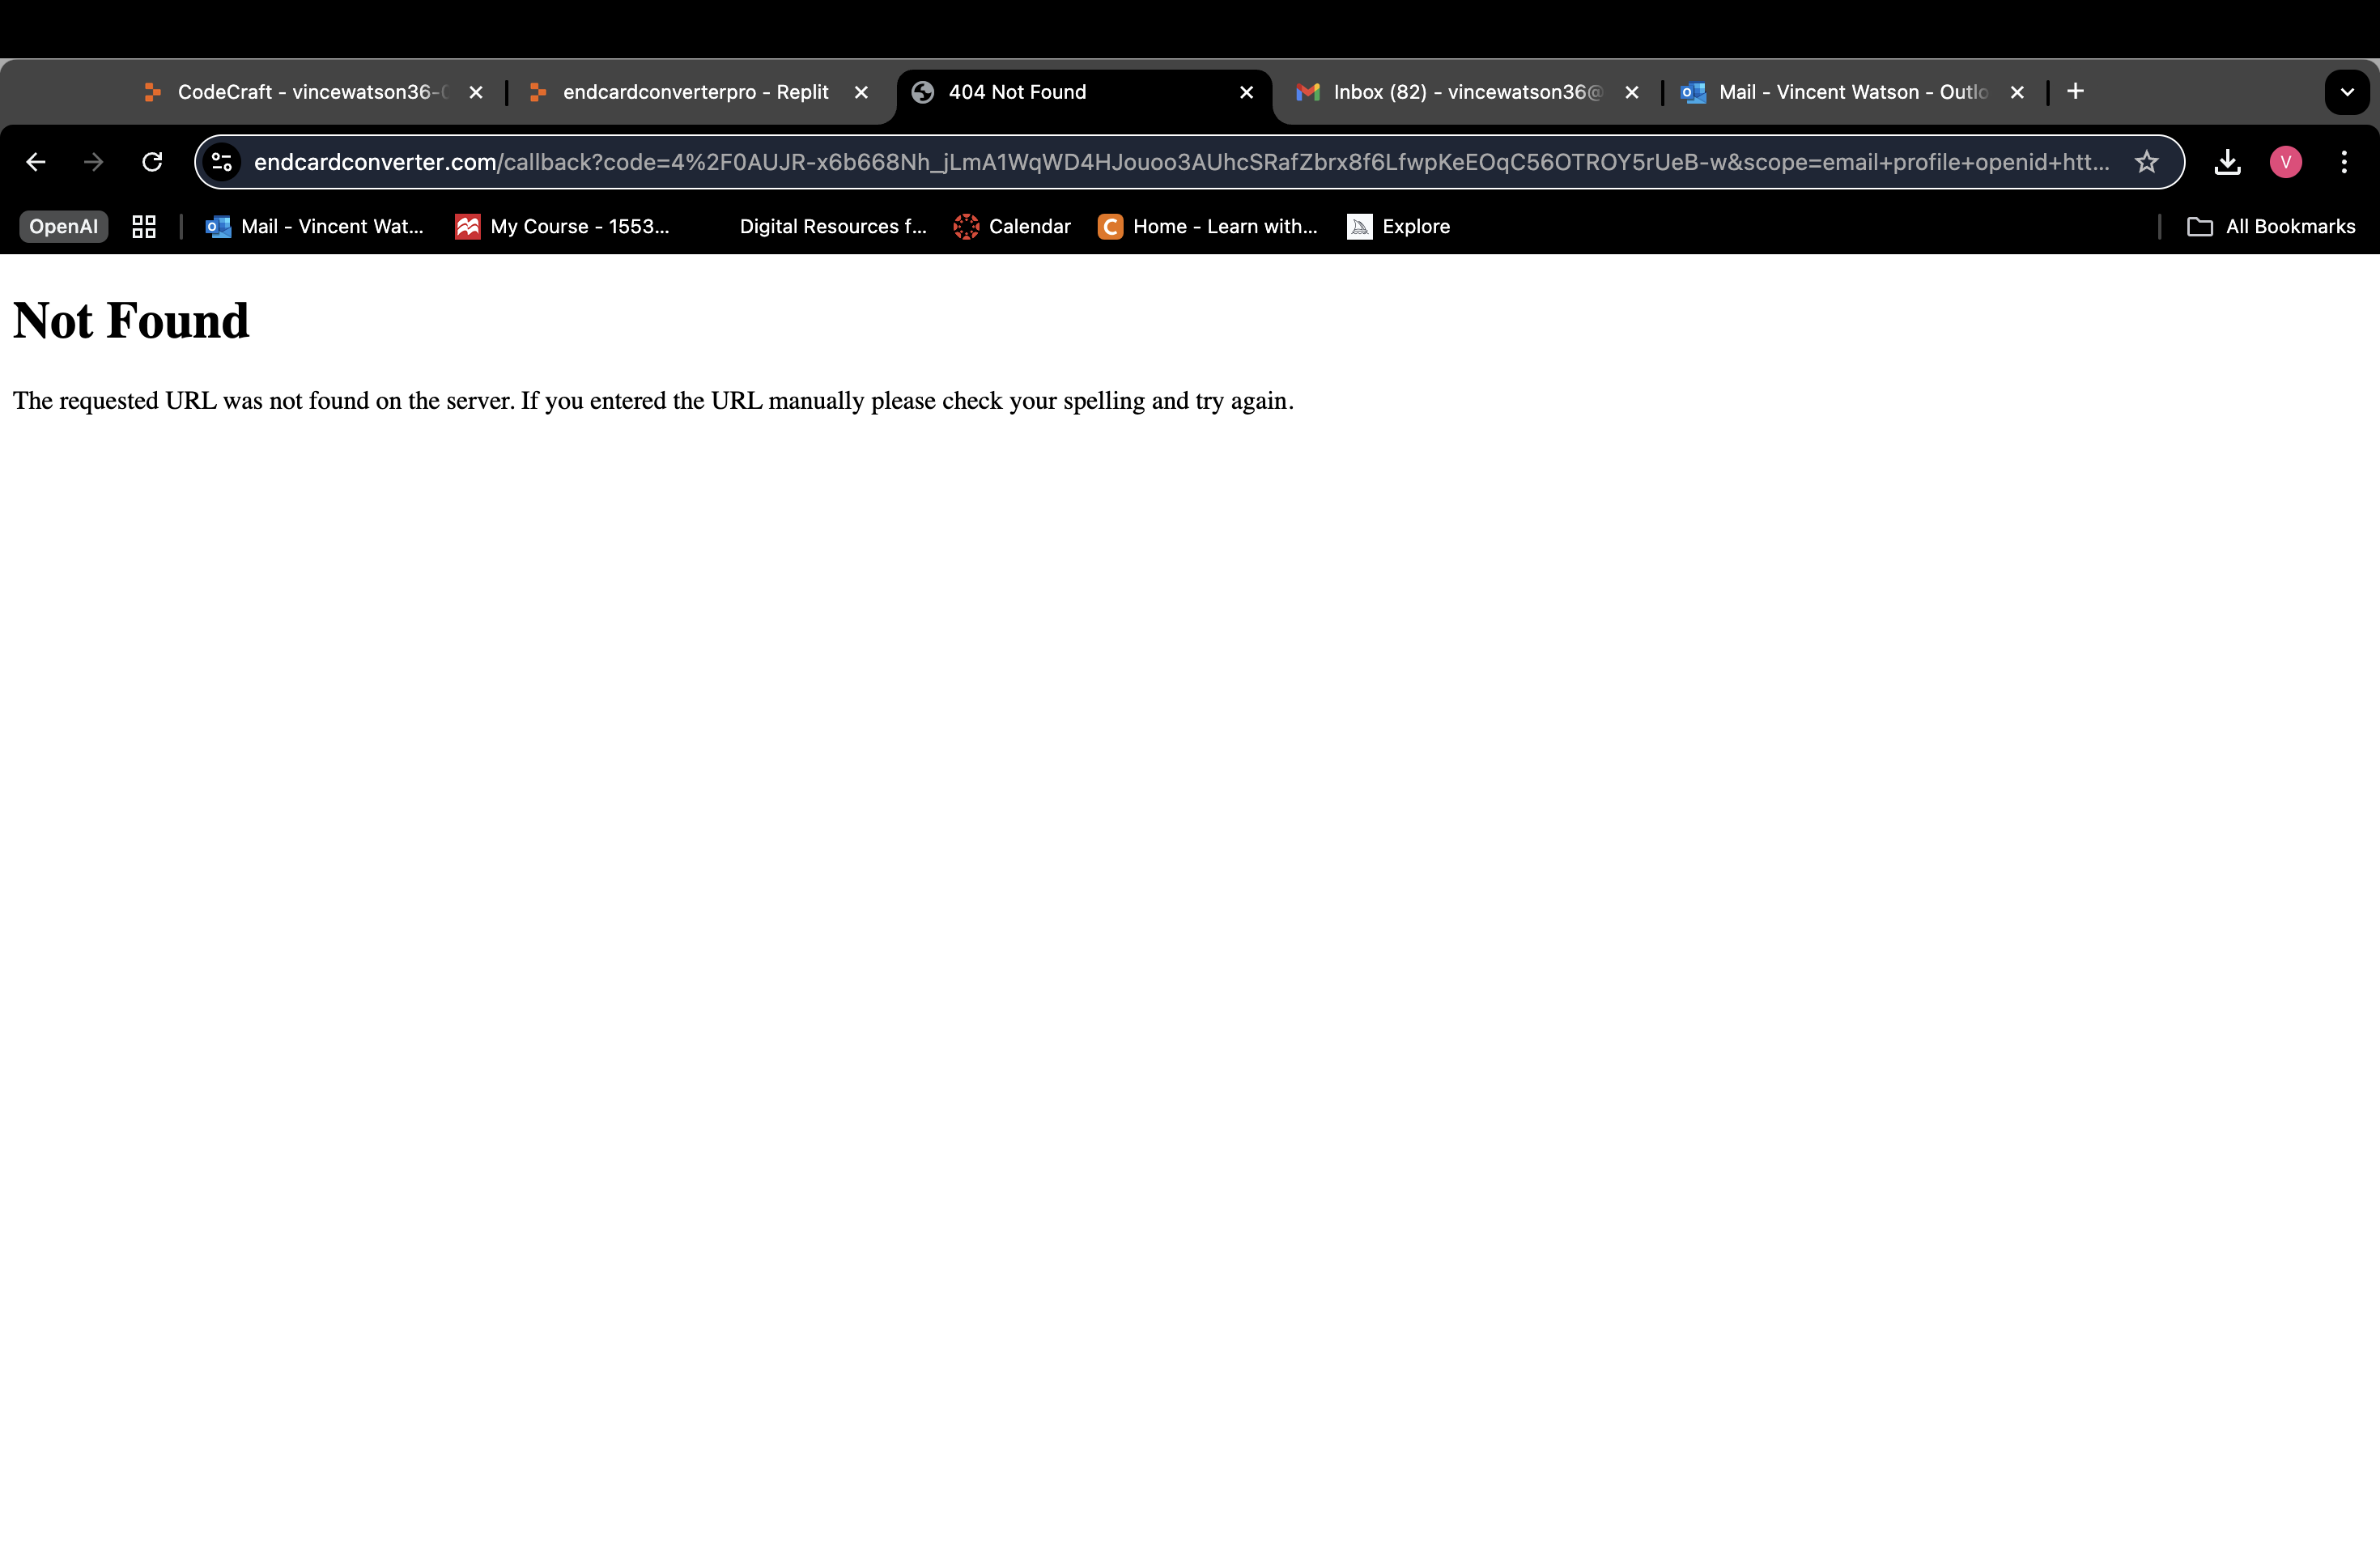 CodeCraft - vincewatson36-
endcardconverterpro - Replit
404 Not Found
Inbox (82) - vincewatson36@
Mail - Vincent Watson - Outlo
endcardconverter.com/callback?code=4%2F0AUJR-x6b668Nh_jLmA1WqWD4HJouoo3AUhcSRafZbrx8f6LfwpKeEOqC56OTROY5rUeB-w&scope=email+profile+openid+htt...
V
OpenAI
Mail - Vincent Wat...
My Course - 1553...
Digital Resources f...
Calendar
Home - Learn with...
Explore
All Bookmarks
Not Found
The requested URL was not found on the server. If you entered the URL manually please check your spelling and try again.